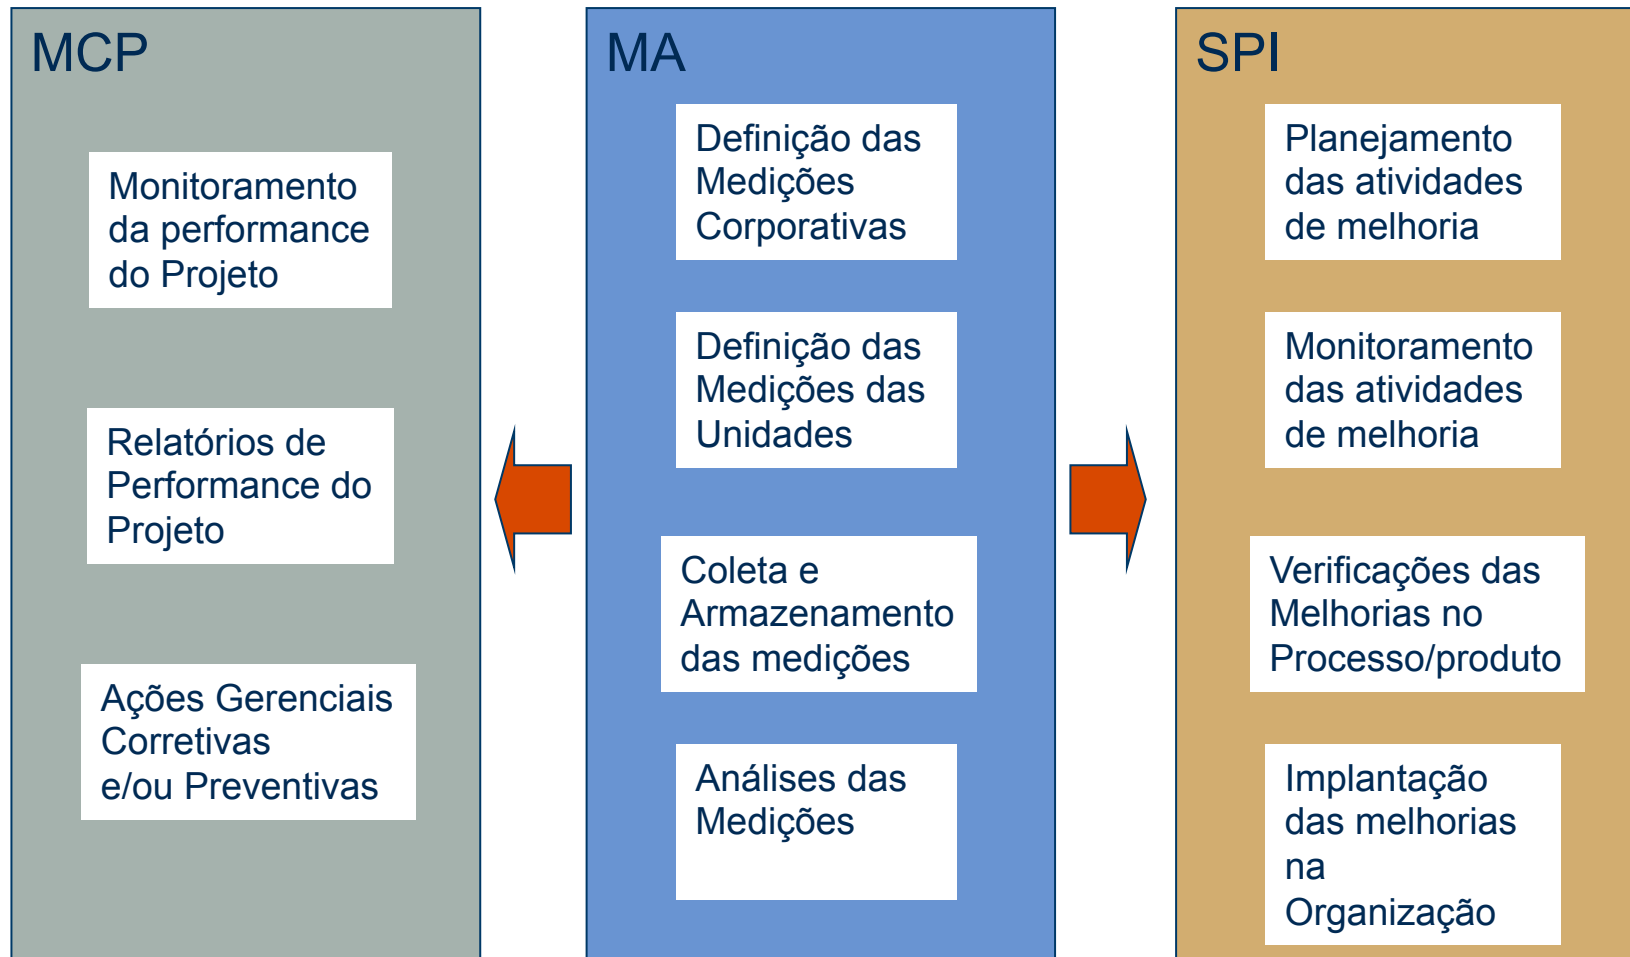 MCP
Monitoramento
da performance
do Projeto
Relatórios de
Performance do
Projeto
Ações Gerenciais
Corretivas
e/ou Preventivas
MA
Definição das
Medições
Corporativas
Definição das
Medições das
Unidades
Coleta e
Armazenamento
das medições
Análises das
Medições
SPI
Planejamento
das atividades
de melhoria
Monitoramento
das atividades
de melhoria
Verificações das
Melhorias no
Processo/produto
Implantação
das melhorias
na
Organização